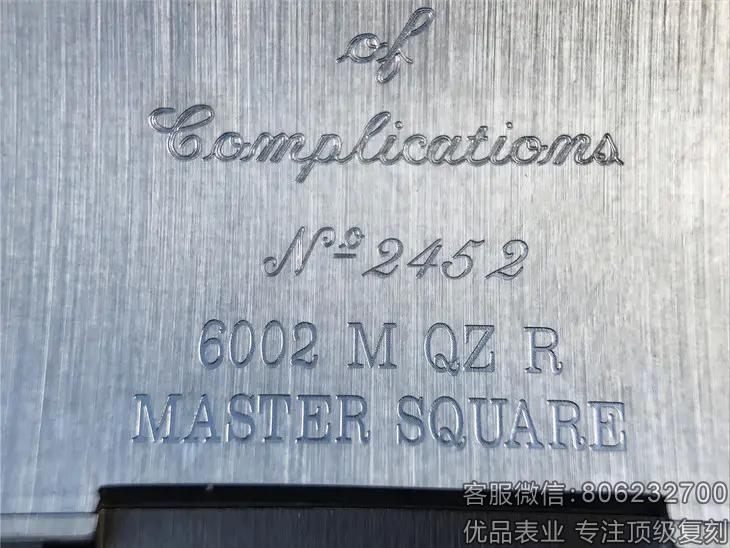 of
Complications
Nº 2452
6002 M QZ R
MASTER SQUARE
客服微信:806232700
优品表业 专注顶级复刻